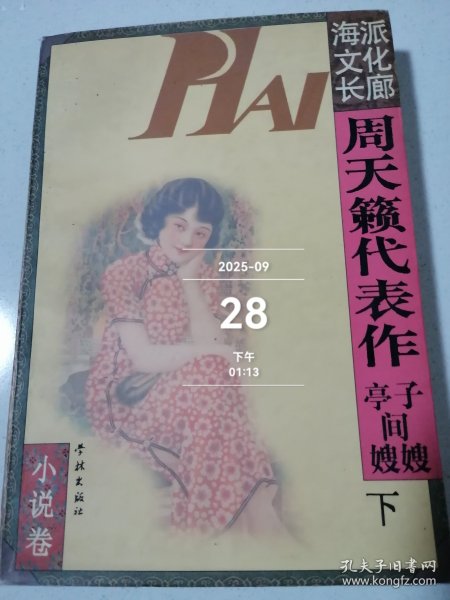 PHAI
海派
文化
长廊
周天籁代表作
亭子间嫂嫂
下
小说卷
学林出版社
2025-09
28
下午
01:13
孔夫子旧书网
www.kongfz.com